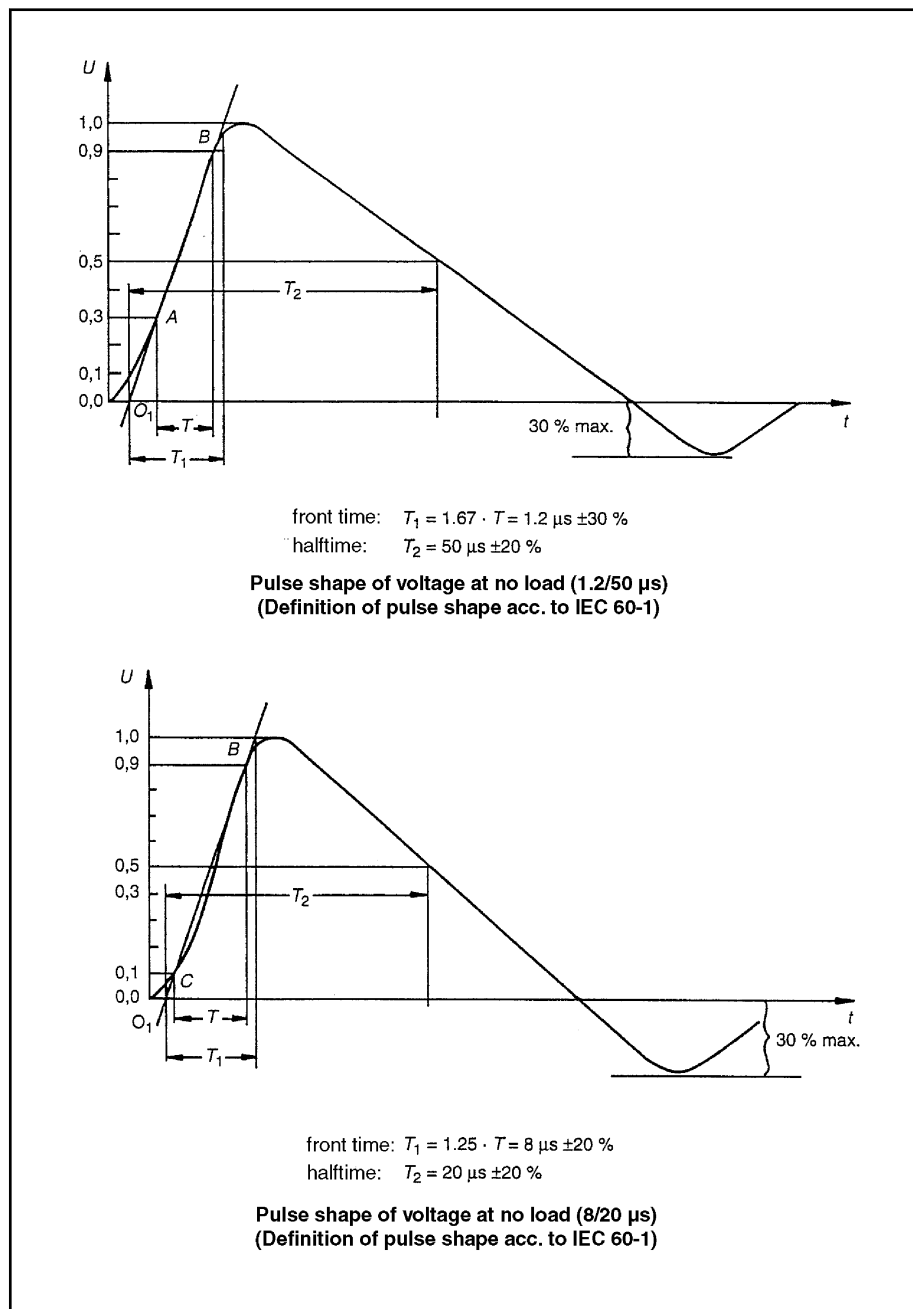 U
1,0
B
0,9
0,5
T2
0,3
A
0,1
0,0
O1
T
t
30 % max.
T1
front time: T1 = 1.67 · T = 1.2 µs ±30 %
halftime: T2 = 50 µs ±20 %
Pulse shape of voltage at no load (1.2/50 µs)
(Definition of pulse shape acc. to IEC 60-1)
U
1,0
B
0,9
0,5
0,3
T2
0,1
C
0,0
O1
T
t
30 % max.
T1
front time: T1 = 1.25 · T = 8 µs ±20 %
halftime: T2 = 20 µs ±20 %
Pulse shape of voltage at no load (8/20 µs)
(Definition of pulse shape acc. to IEC 60-1)